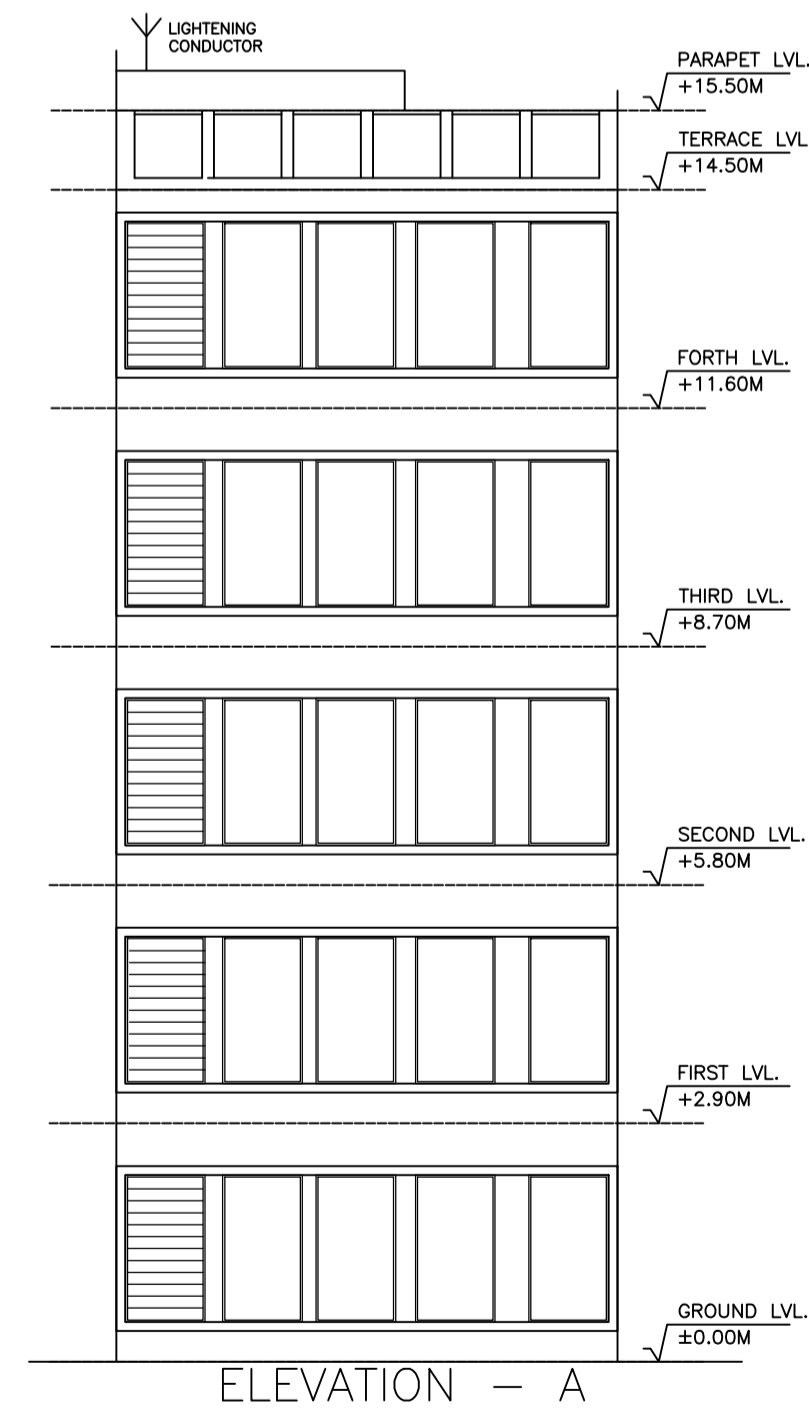 LIGHTENING
CONDUCTOR
PARAPET LVL.
+15.50M
TERRACE LVL
+14.50M
FORTH LVL.
+11.60M
THIRD LVL.
+8.70M
SECOND LVL.
+5.80M
FIRST LVL.
+2.90M
GROUND LVL.
±0.00M
ELEVATION - A